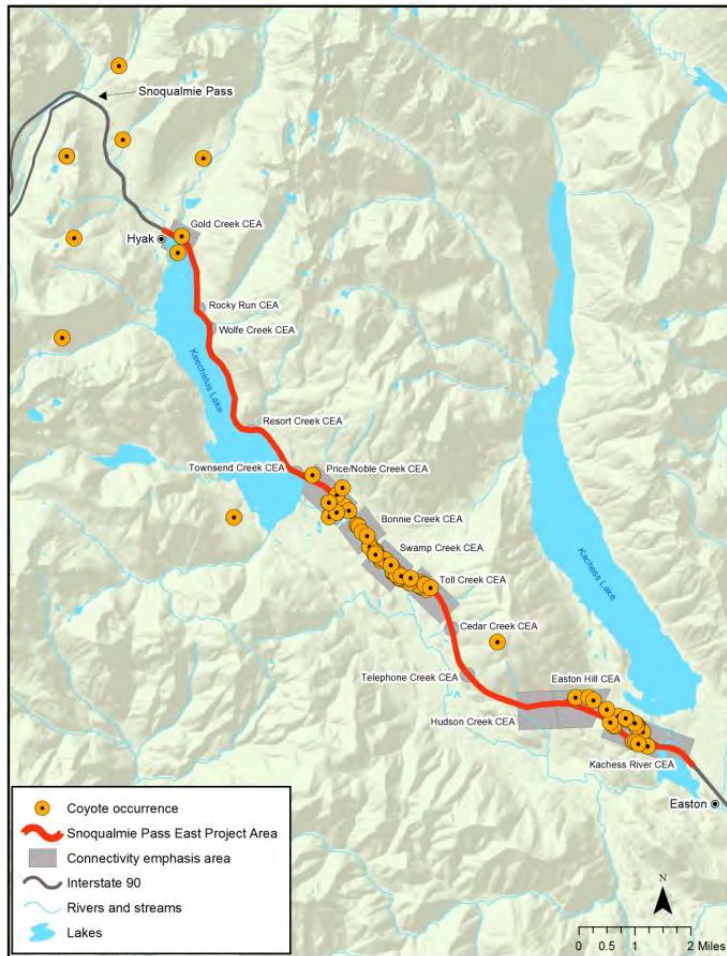 Snoqualmie Pass
Gold Creek CEA
Hyak
Rocky Run CEA
Wolfe Creek CEA
Keechelus Lake
Resort Creek CEA
Townsend Creek CEA
Price/Noble Creek CEA
Bonnie Creek CEA
Swamp Creek CEA
Kachess Lake
Toll Creek CEA
Cedar Creek CEA
Telephone Creek CEA
Easton Hill CEA
Hudson Creek CEA
Kachess River CEA
Easton
Coyote occurrence
Snoqualmie Pass East Project Area
Connectivity emphasis area
Interstate 90
Rivers and streams
Lakes
N
0 0.5 1 2 Miles